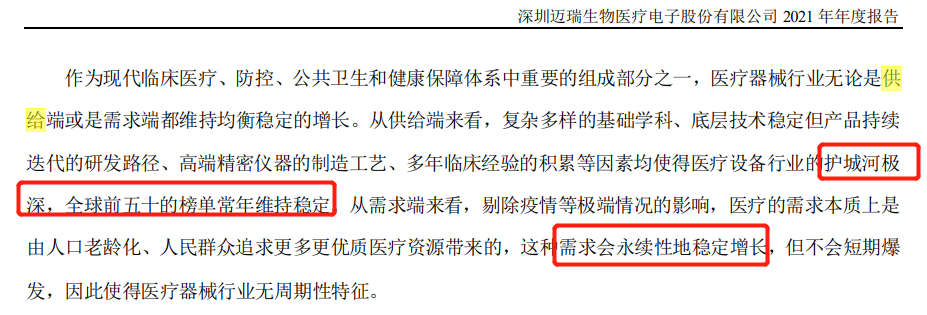 深圳迈瑞生物医疗电子股份有限公司 2021 年年度报告
作为现代临床医疗、防控、公共卫生和健康保障体系中重要的组成部分之一，医疗器械行业无论是供
给端或是需求端都维持均衡稳定的增长。从供给端来看，复杂多样的基础学科、底层技术稳定但产品持续
迭代的研发路径、高端精密仪器的制造工艺、多年临床经验的积累等因素均使得医疗设备行业的护城河极
深，全球前五十的榜单常年维持稳定。从需求端来看，剔除疫情等极端情况的影响，医疗的需求本质上是
由人口老龄化、人民群众追求更多更优质医疗资源带来的，这种需求会永续性地稳定增长，但不会短期爆
发，因此使得医疗器械行业无周期性特征。